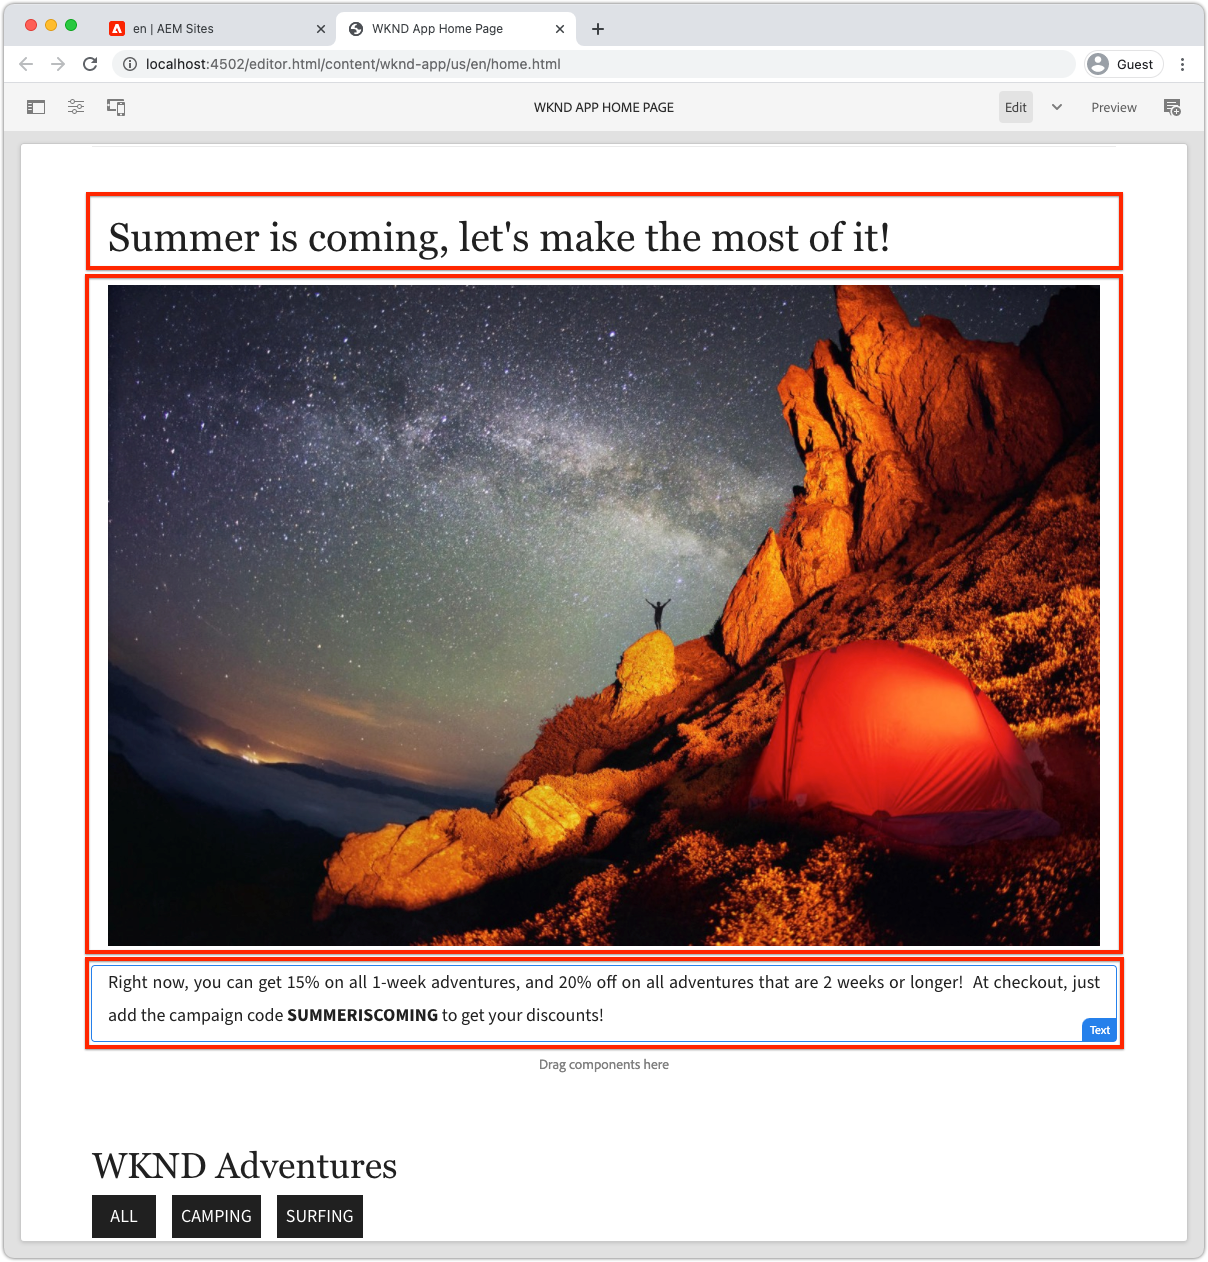 en | AEM Sites
WKND App Home Page
localhost:4502/editor.html/content/wknd-app/us/en/home.html
Guest
WKND APP HOME PAGE
Edit
Preview
Summer is coming, let's make the most of it!
Right now, you can get 15% on all 1-week adventures, and 20% off on all adventures that are 2 weeks or longer!  At checkout, just
add the campaign code SUMMERISCOMING to get your discounts!
Text
Drag components here
WKND Adventures
ALL
CAMPING
SURFING